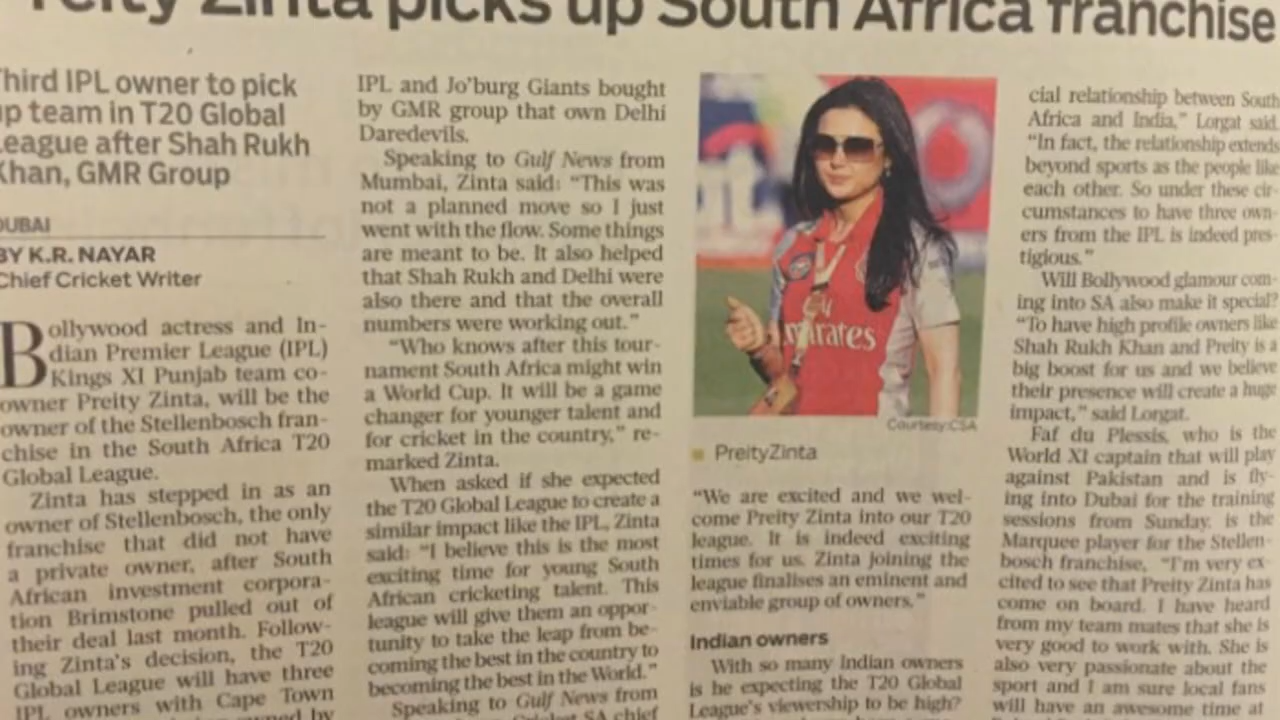 Zinta picks up South Africa franchise
Third IPL owner to pick
up team in T20 Global
League after Shah Rukh
Khan, GMR Group
DUBAI
BY K.R. NAYAR
Chief Cricket Writer
Bollywood actress and In-
dian Premier League (IPL)
Kings XI Punjab team co-
owner Preity Zinta, will be the
owner of the Stellenbosch fran-
chise in the South Africa T20
Global League.
Zinta has stepped in as an
owner of Stellenbosch, the only
franchise that did not have
a private owner, after South
African investment corpora-
tion Brimstone pulled out of
their deal last month. Follow-
ing Zinta's decision, the T20
Global League will have three
IPL owners with Cape Town
owned by
IPL and Jo'burg Giants bought
by GMR group that own Delhi
Daredevils.
Speaking to Gulf News from
Mumbai, Zinta said: “This was
not a planned move so I just
went with the flow. Some things
are meant to be. It also helped
that Shah Rukh and Delhi were
also there and that the overall
numbers were working out.”
“Who knows after this tour-
nament South Africa might win
a World Cup. It will be a game
changer for younger talent and
for cricket in the country,” re-
marked Zinta.
When asked if she expected
the T20 Global League to create a
similar impact like the IPL, Zinta
said: “I believe this is the most
exciting time for young South
African cricketing talent. This
league will give them an oppor-
tunity to take the leap from be-
coming the best in the country to
becoming the best in the World.”
Speaking to Gulf News from
SA chief
Emirates
Courtesy: CSA
PreityZinta
“We are excited and we wel-
come Preity Zinta into our T20
league. It is indeed exciting
times for us. Zinta joining the
league finalises an eminent and
enviable group of owners.”
Indian owners
With so many Indian owners
is he expecting the T20 Global
League's viewership to be high?
cial relationship between South
Africa and India,” Lorgat said.
“In fact, the relationship extends
beyond sports as the people like
each other. So under these cir-
cumstances to have three own-
ers from the IPL is indeed pres-
tigious.”
Will Bollywood glamour com-
ing into SA also make it special?
“To have high profile owners like
Shah Rukh Khan and Preity is a
big boost for us and we believe
their presence will create a huge
impact,” said Lorgat.
Faf du Plessis, who is the
World XI captain that will play
against Pakistan and is fly-
ing into Dubai for the training
sessions from Sunday, is the
Marquee player for the Stellen-
bosch franchise, “I'm very ex-
cited to see that Preity Zinta has
come on board. I have heard
from my team mates that she is
very good to work with. She is
also very passionate about the
sport and I am sure local fans
will have an awesome time at